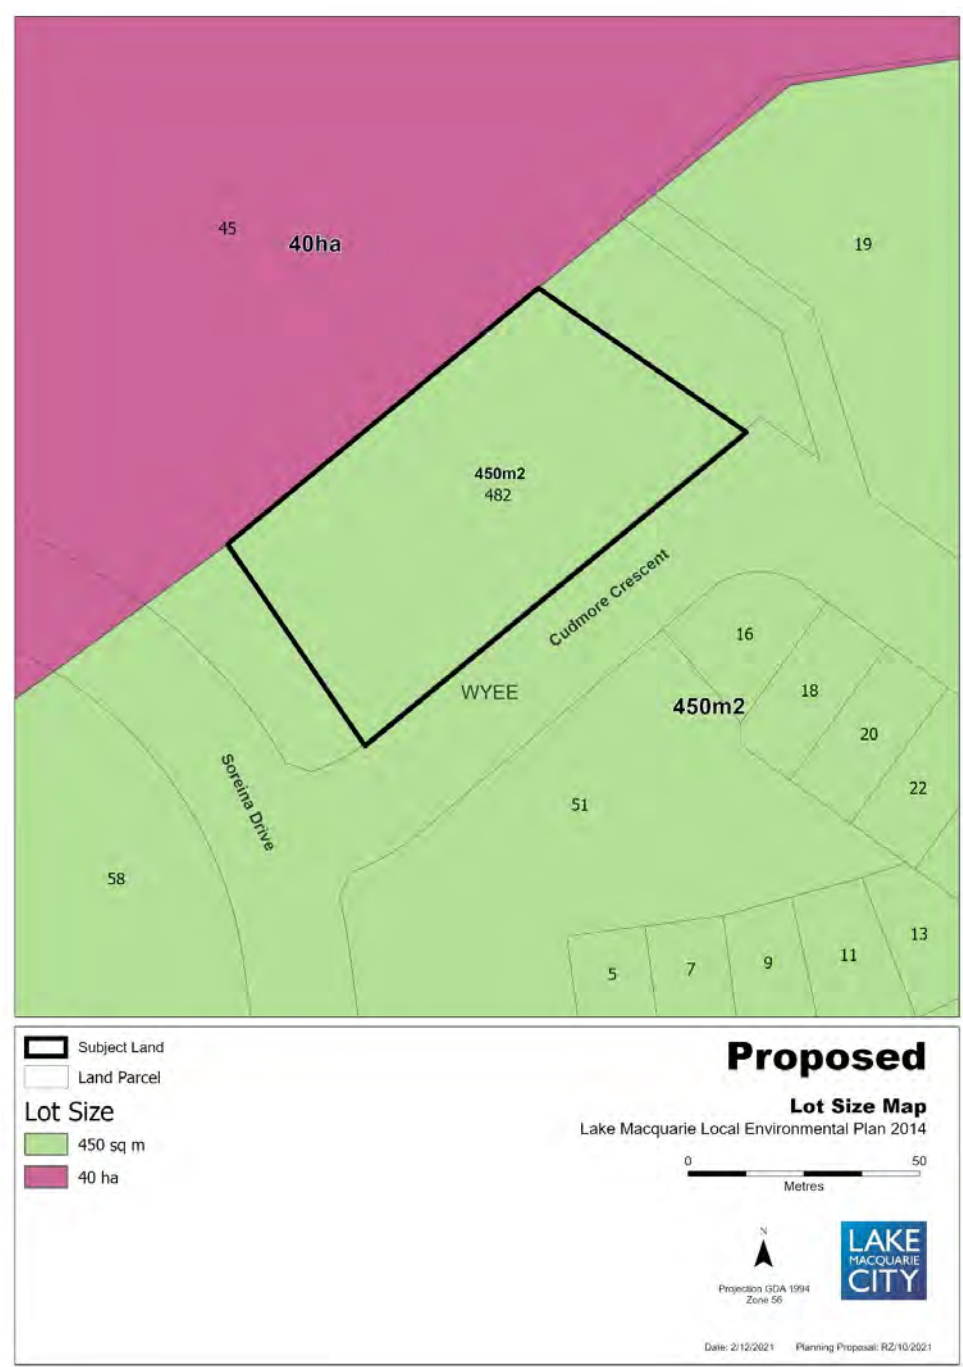 45
40ha
19
450m2
482
Cudmore Crescent
16
WYEE
450m2
18
20
22
Soreina Drive
51
58
13
11
9
7
5
Subject Land
Land Parcel
Lot Size
450 sq m
40 ha
Proposed
Lot Size Map
Lake Macquarie Local Environmental Plan 2014
0 50
Metres
N
Projection GDA 1994
Zone 56
LAKE
MACQUARIE
CITY
Date: 2/12/2021 Planning Proposal: RZ/10/2021